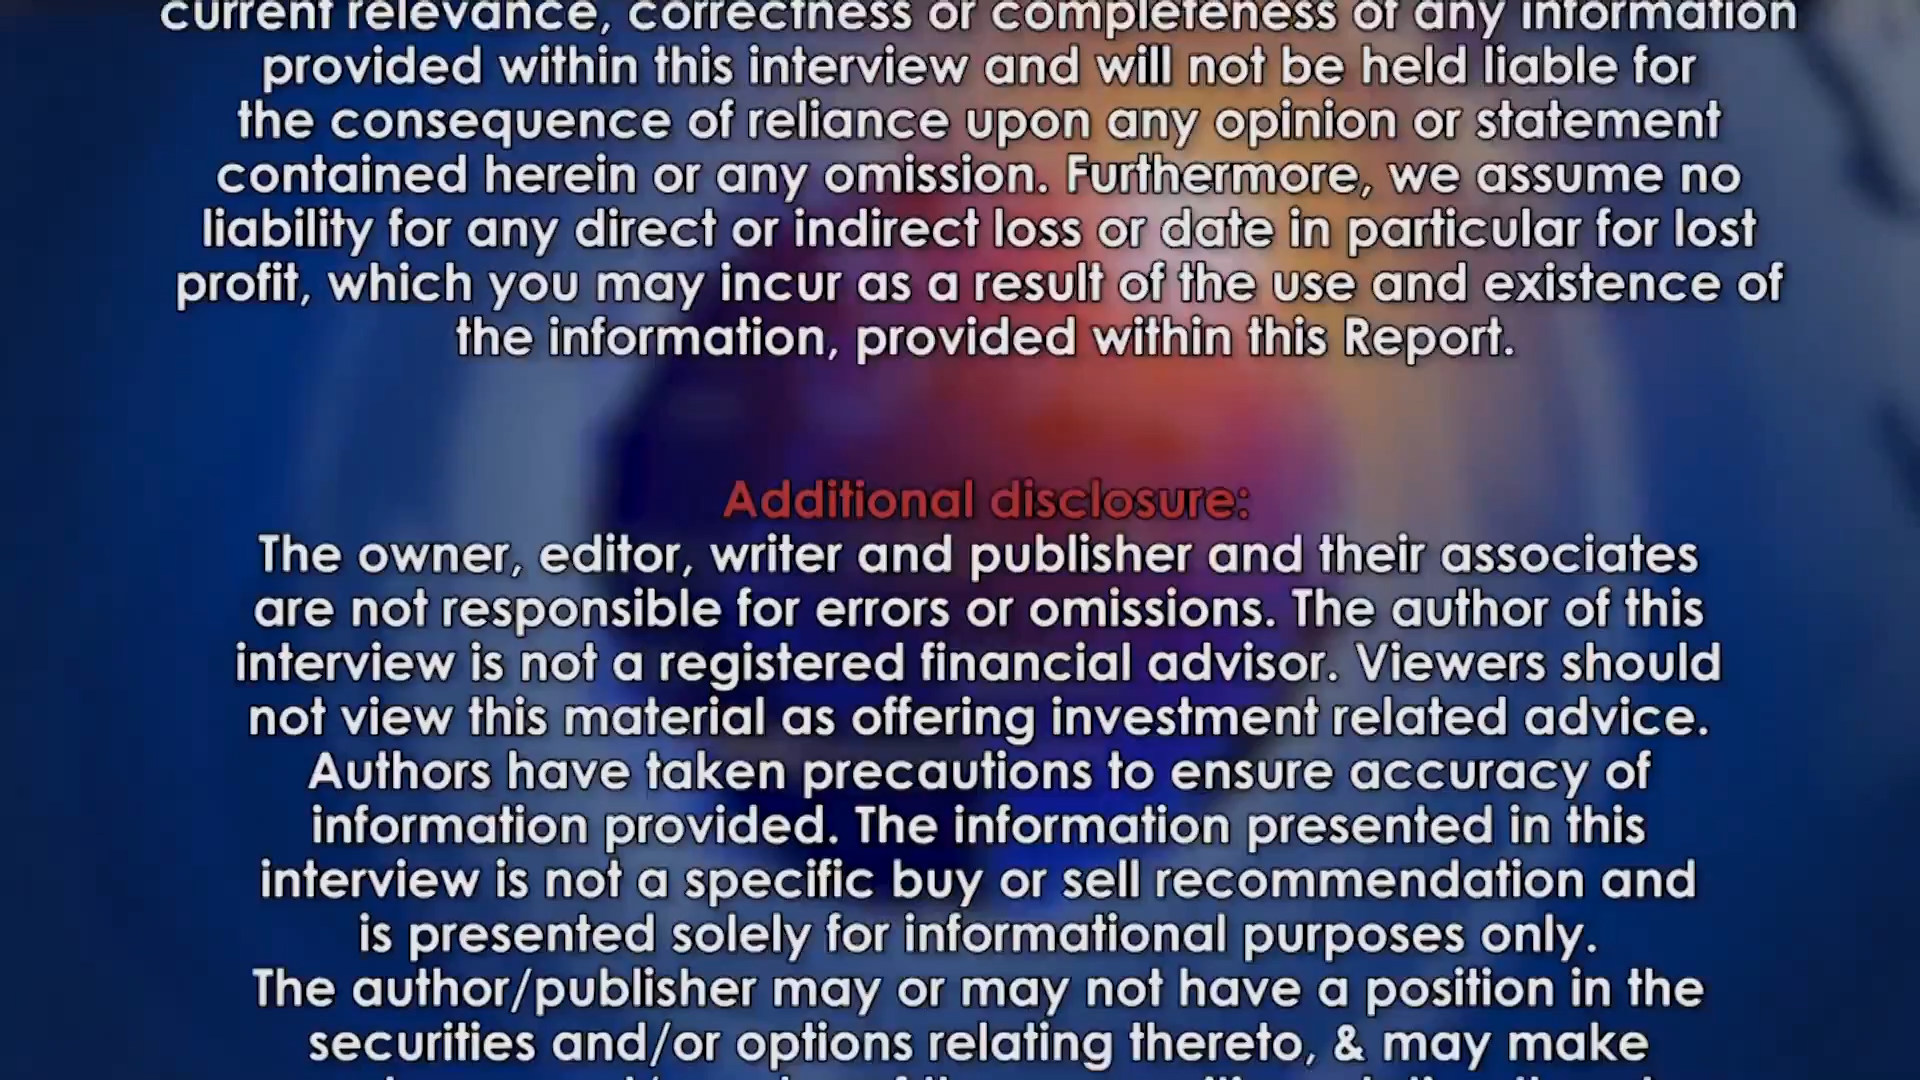 current relevance, correctness or completeness of any information
provided within this interview and will not be held liable for
the consequence of reliance upon any opinion or statement
contained herein or any omission. Furthermore, we assume no
liability for any direct or indirect loss or date in particular for lost
profit, which you may incur as a result of the use and existence of
the information, provided within this Report.
Additional disclosure:
The owner, editor, writer and publisher and their associates
are not responsible for errors or omissions. The author of this
interview is not a registered financial advisor. Viewers should
not view this material as offering investment related advice.
Authors have taken precautions to ensure accuracy of
information provided. The information presented in this
interview is not a specific buy or sell recommendation and
is presented solely for informational purposes only.
The author/publisher may or may not have a position in the
securities and/or options relating thereto, & may make